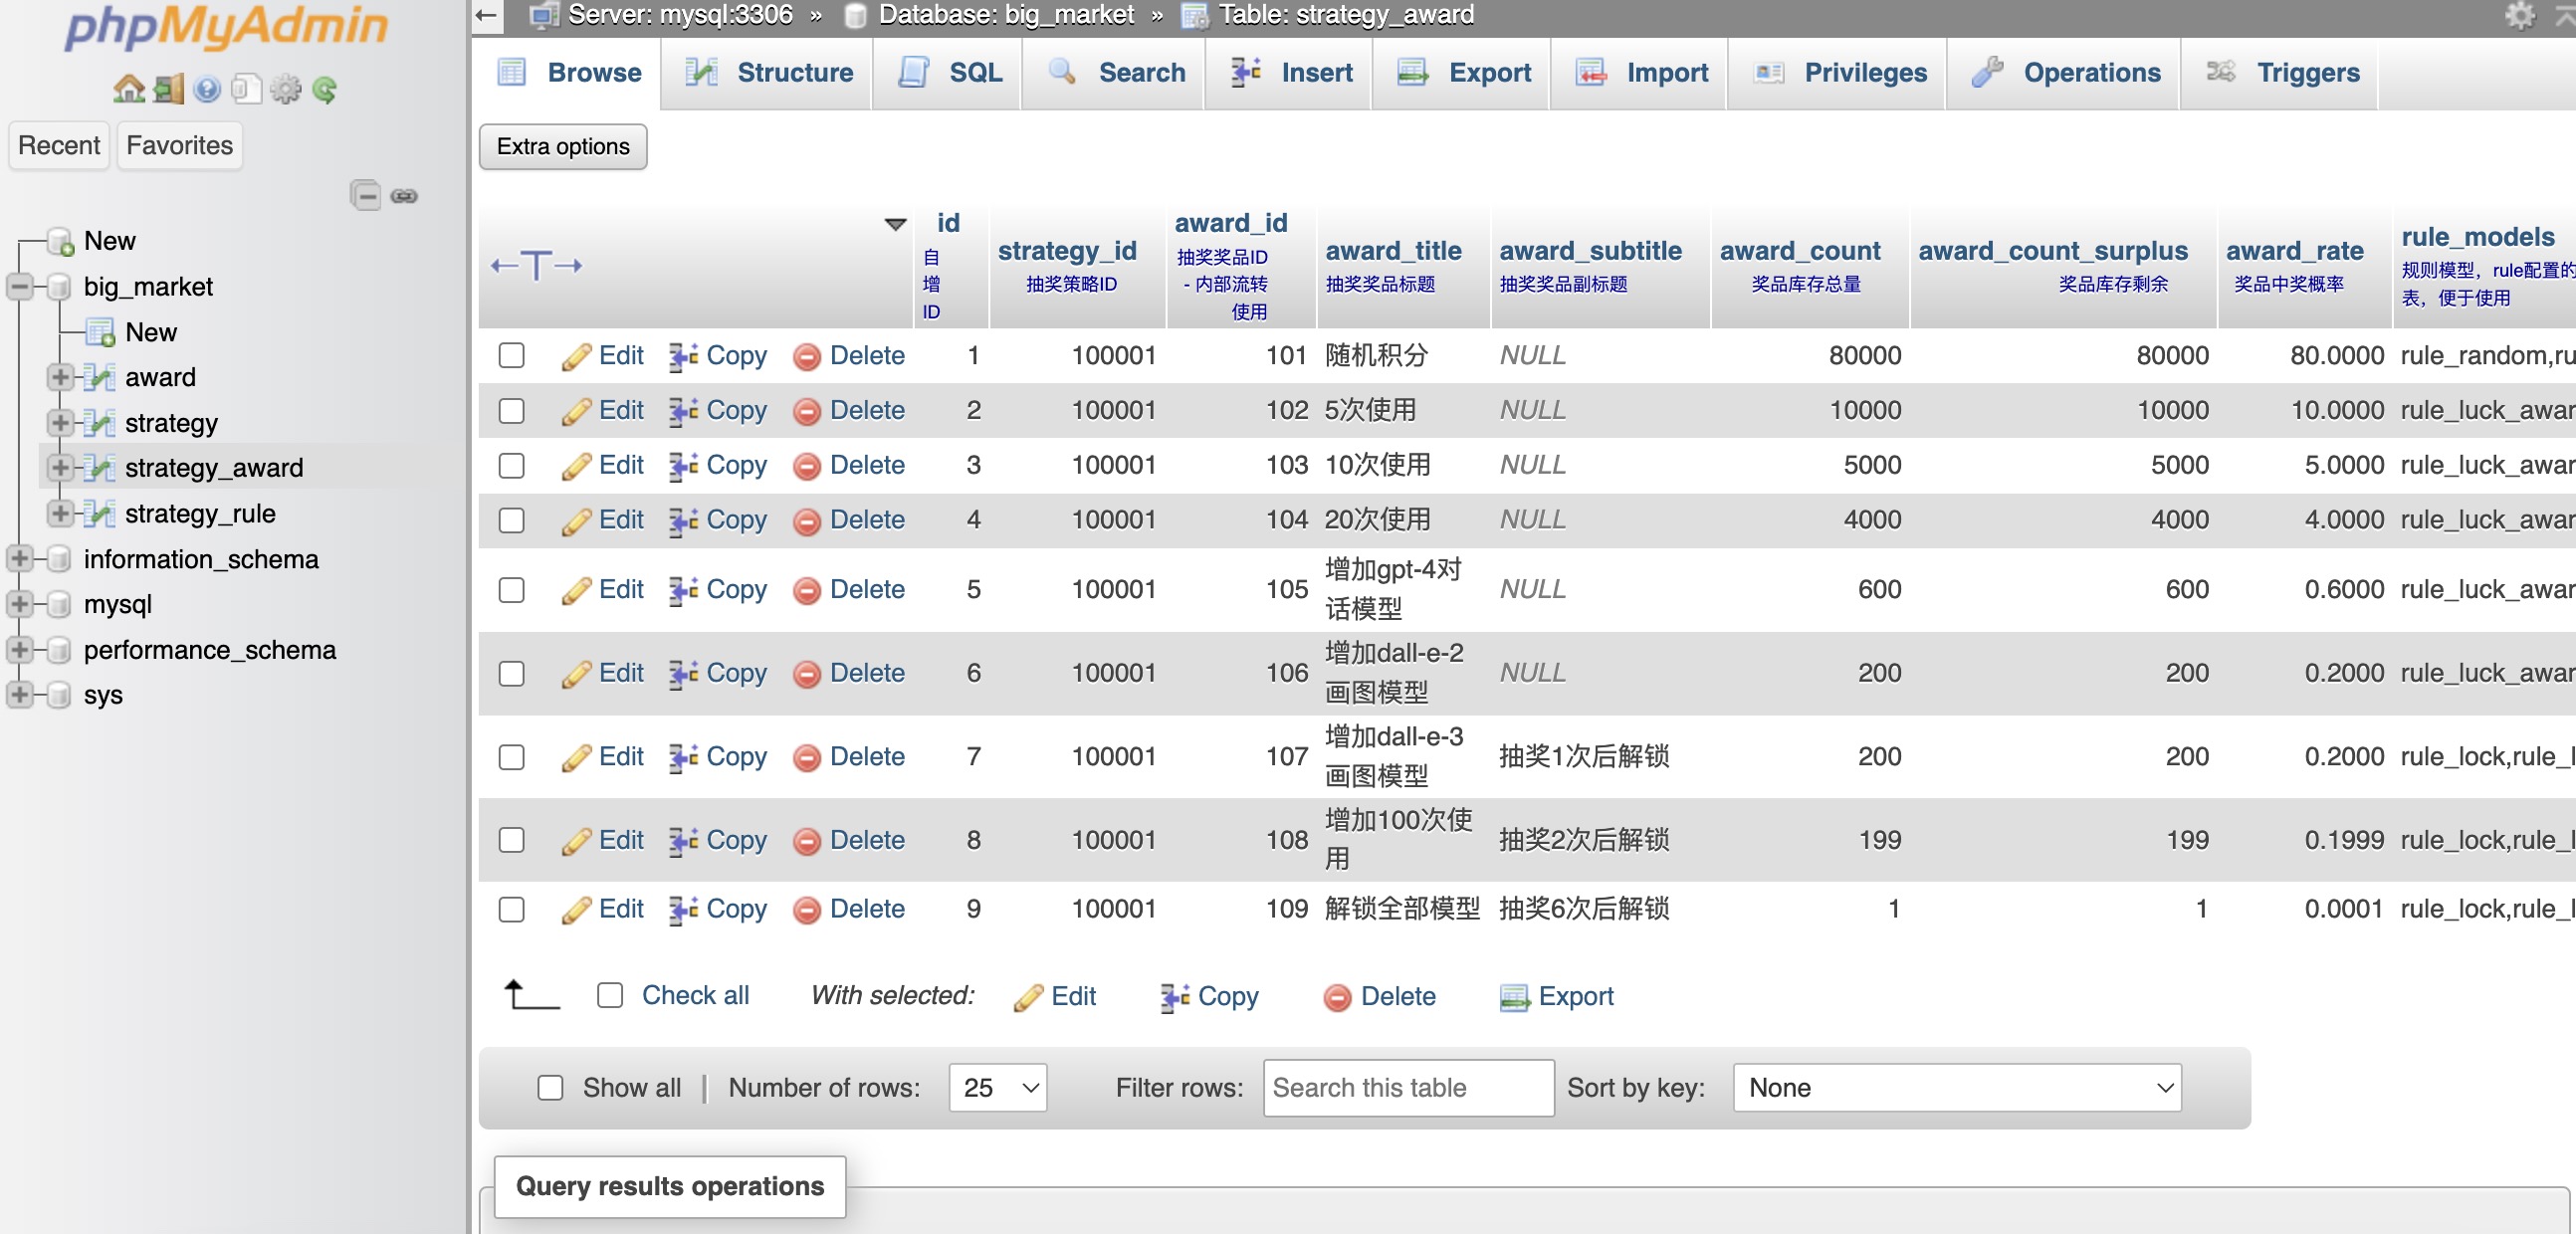 phpMyAdmin
Recent Favorites
New
big_market
New
award
strategy
strategy_award
strategy_rule
information_schema
mysql
performance_schema
sys
Server: mysql:3306 » Database: big_market » Table: strategy_award
Browse Structure SQL Search Insert Export Import Privileges Operations Triggers
Extra options
←T→
id
自
增
ID
strategy_id
抽奖策略ID
award_id
抽奖奖品ID
- 内部流转
使用
award_title
抽奖奖品标题
award_subtitle
抽奖奖品副标题
award_count
奖品库存总量
award_count_surplus
奖品库存剩余
award_rate
奖品中奖概率
rule_models
规则模型，rule配置的
表，便于使用
Edit Copy Delete 1 100001 101 随机积分 NULL 80000 80000 80.0000 rule_random,ru
Edit Copy Delete 2 100001 102 5次使用 NULL 10000 10000 10.0000 rule_luck_awar
Edit Copy Delete 3 100001 103 10次使用 NULL 5000 5000 5.0000 rule_luck_awar
Edit Copy Delete 4 100001 104 20次使用 NULL 4000 4000 4.0000 rule_luck_awar
Edit Copy Delete 5 100001 105 增加gpt-4对
话模型 NULL 600 600 0.6000 rule_luck_awar
Edit Copy Delete 6 100001 106 增加dall-e-2
画图模型 NULL 200 200 0.2000 rule_luck_awar
Edit Copy Delete 7 100001 107 增加dall-e-3
画图模型 抽奖1次后解锁 200 200 0.2000 rule_lock,rule_l
Edit Copy Delete 8 100001 108 增加100次使
用 抽奖2次后解锁 199 199 0.1999 rule_lock,rule_l
Edit Copy Delete 9 100001 109 解锁全部模型 抽奖6次后解锁 1 1 0.0001 rule_lock,rule_l
Check all With selected: Edit Copy Delete Export
Show all | Number of rows: 25 Filter rows: Search this table Sort by key: None
Query results operations